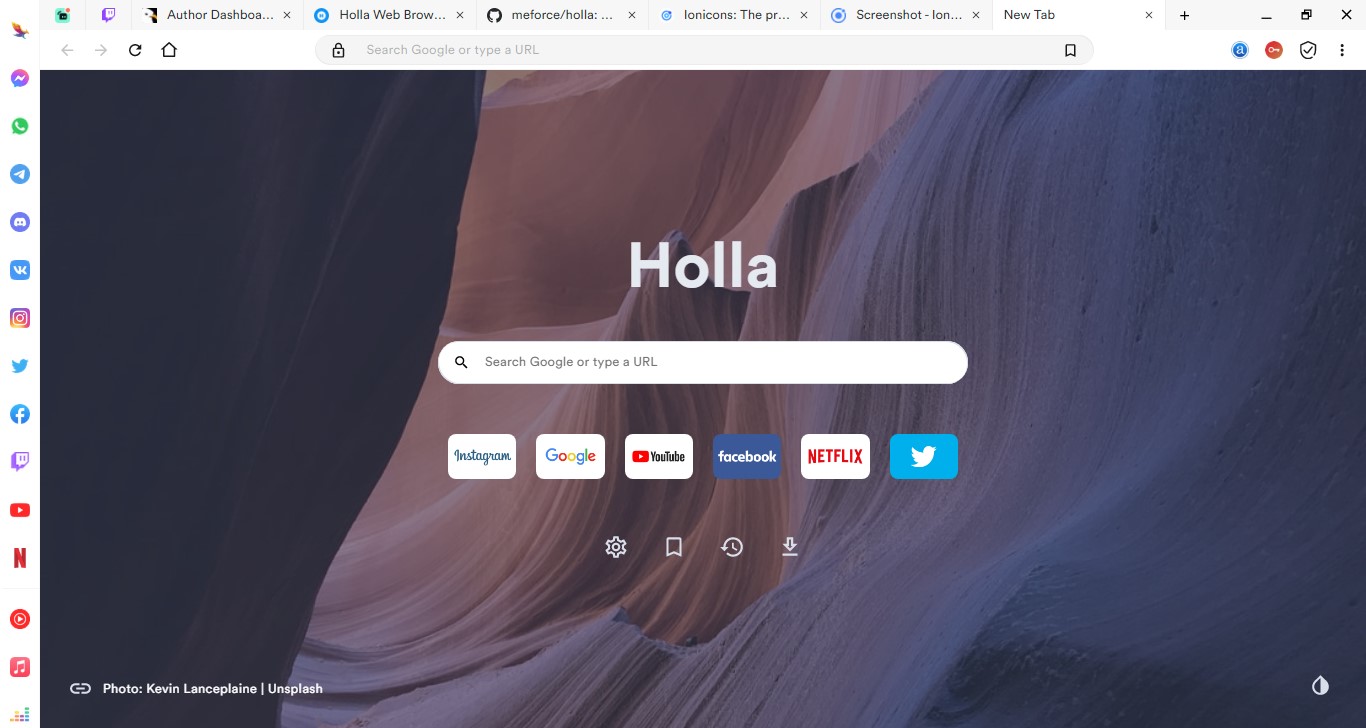 Author Dashboa...
Holla Web Brow...
meforce/holla: ...
Ionicons: The pr...
Screenshot - Ion...
New Tab
Search Google or type a URL
Holla
Search Google or type a URL
Instagram
Google
YouTube
facebook
NETFLIX
Photo: Kevin Lanceplaine | Unsplash